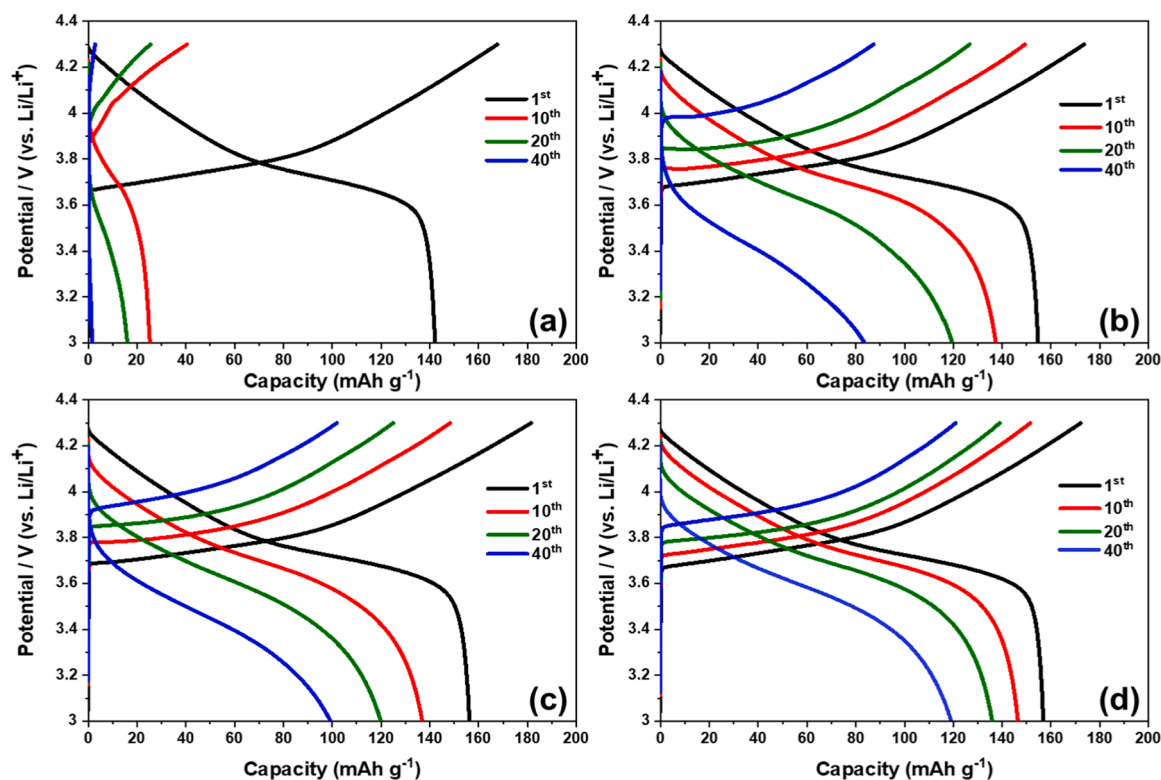 4.4
4.2
4
3.8
3.6
3.4
3.2
3
Potential / V (vs. Li/Li⁺)
1ˢᵗ
10ᵗʰ
20ᵗʰ
40ᵗʰ
(a)
0 20 40 60 80 100 120 140 160 180 200
Capacity (mAh g⁻¹)
4.4
4.2
4
3.8
3.6
3.4
3.2
3
Potential / V (vs. Li/Li⁺)
1ˢᵗ
10ᵗʰ
20ᵗʰ
40ᵗʰ
(b)
0 20 40 60 80 100 120 140 160 180 200
Capacity (mAh g⁻¹)
4.4
4.2
4
3.8
3.6
3.4
3.2
3
Potential / V (vs. Li/Li⁺)
1ˢᵗ
10ᵗʰ
20ᵗʰ
40ᵗʰ
(c)
0 20 40 60 80 100 120 140 160 180 200
Capacity (mAh g⁻¹)
4.4
4.2
4
3.8
3.6
3.4
3.2
3
Potential / V (vs. Li/Li⁺)
1ˢᵗ
10ᵗʰ
20ᵗʰ
40ᵗʰ
(d)
0 20 40 60 80 100 120 140 160 180 200
Capacity (mAh g⁻¹)